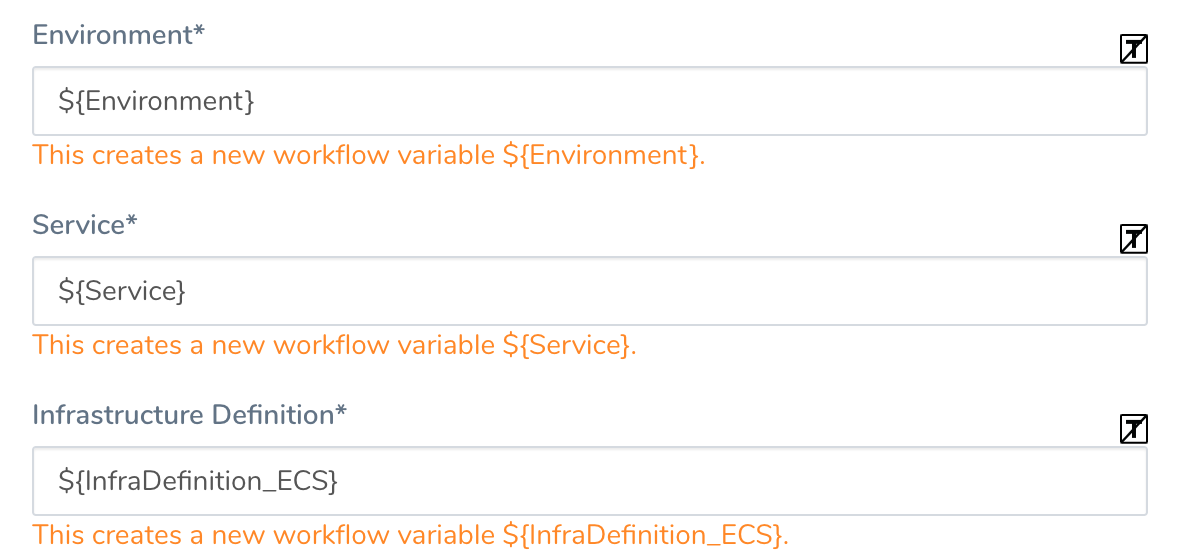 Environment*
${Environment}
This creates a new workflow variable ${Environment}.
Service*
${Service}
This creates a new workflow variable ${Service}.
Infrastructure Definition*
${InfraDefinition_ECS}
This creates a new workflow variable ${InfraDefinition_ECS}.